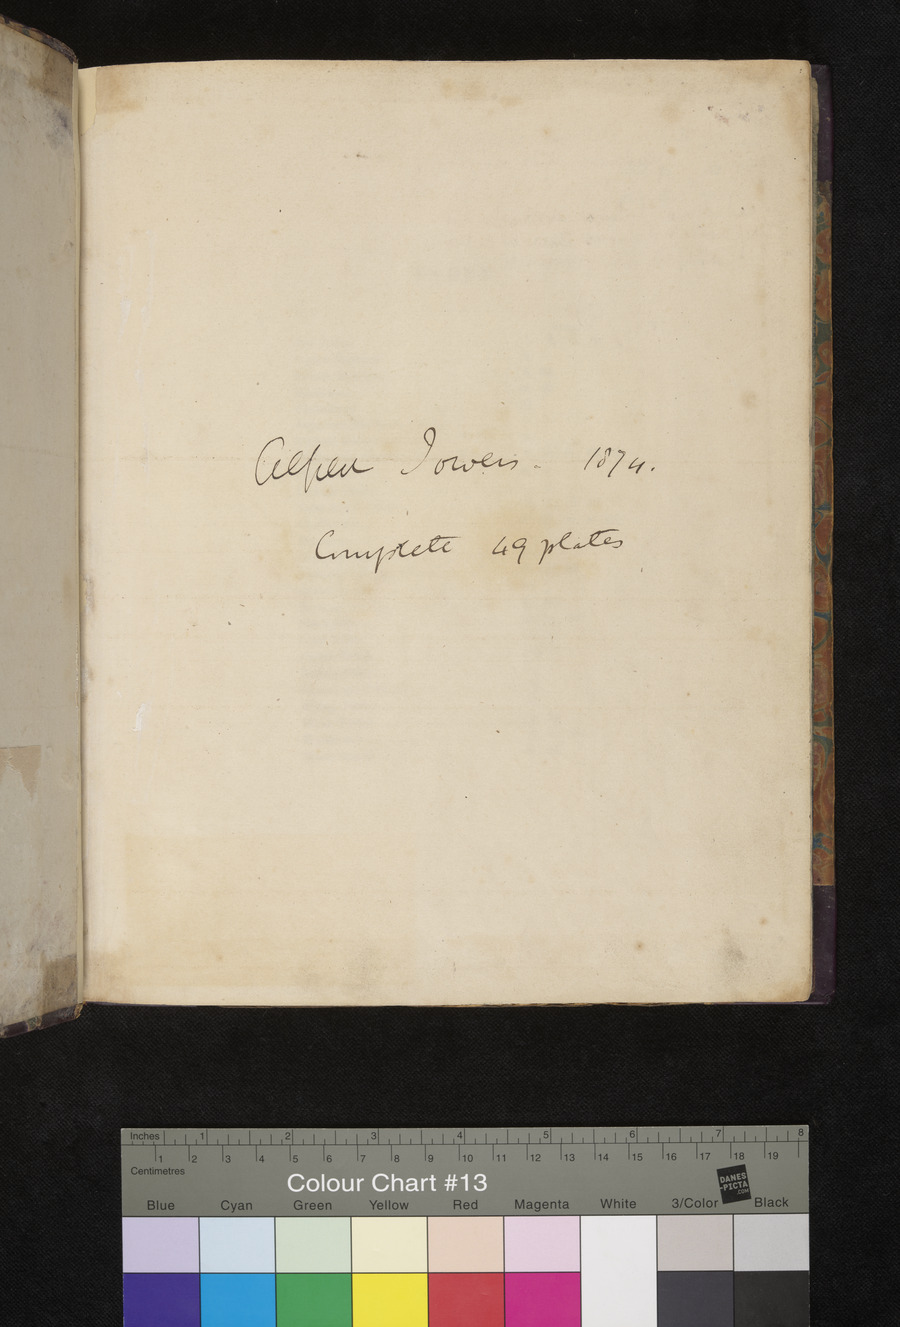 Alfred Towers. 1874.
Complete 49 plates
Inches 1 2 3 4 5 6 7 8
1 2 3 4 5 6 7 8 9 10 11 12 13 14 15 16 17 18 19
Centimetres
Colour Chart #13
DANES
-PICTA
.COM
Blue Cyan Green Yellow Red Magenta White 3/Color Black